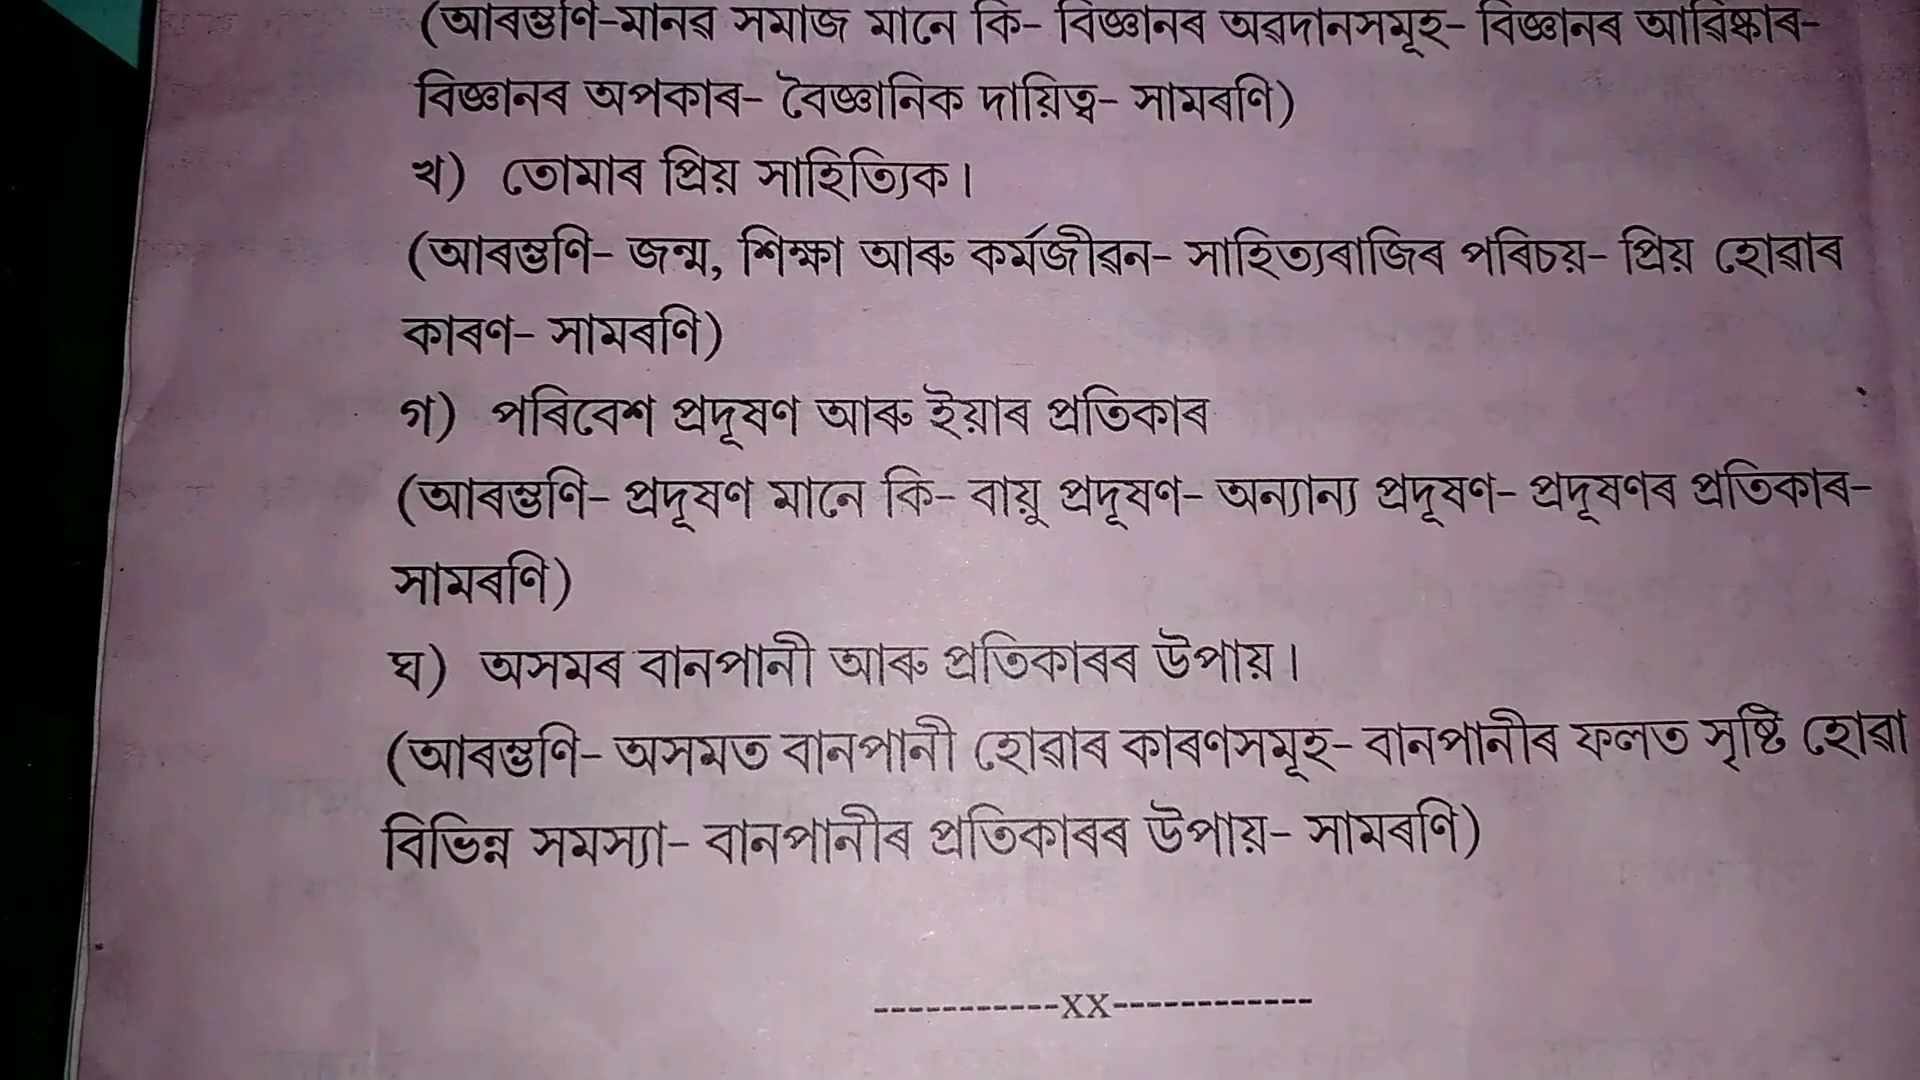 (আৰম্ভণি-মানৱ সমাজ মানে কি- বিজ্ঞানৰ অৱদানসমূহ- বিজ্ঞানৰ আৱিষ্কাৰ-
বিজ্ঞানৰ অপকাৰ- বৈজ্ঞানিক দায়িত্ব- সামৰণি)
খ) তোমাৰ প্ৰিয় সাহিত্যিক।
(আৰম্ভণি- জন্ম, শিক্ষা আৰু কৰ্মজীৱন- সাহিত্যৰাজিৰ পৰিচয়- প্ৰিয় হোৱাৰ
কাৰণ- সামৰণি)
গ) পৰিবেশ প্ৰদূষণ আৰু ইয়াৰ প্ৰতিকাৰ
(আৰম্ভণি- প্ৰদূষণ মানে কি- বায়ু প্ৰদূষণ- অন্যান্য প্ৰদূষণ- প্ৰদূষণৰ প্ৰতিকাৰ-
সামৰণি)
ঘ) অসমৰ বানপানী আৰু প্ৰতিকাৰৰ উপায়।
(আৰম্ভণি- অসমত বানপানী হোৱাৰ কাৰণসমূহ- বানপানীৰ ফলত সৃষ্টি হোৱা
বিভিন্ন সমস্যা- বানপানীৰ প্ৰতিকাৰৰ উপায়- সামৰণি)
-----------xx------------